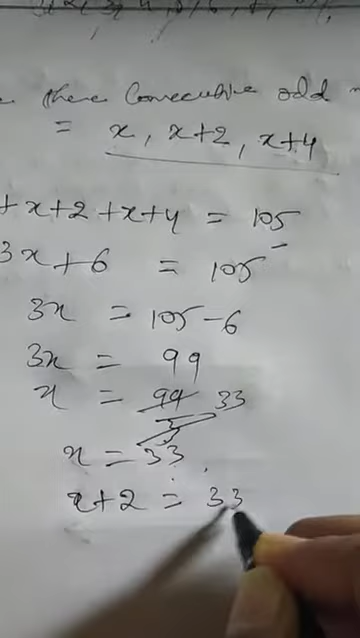 three Consecutive odd
= x, x+2, x+4
+x+2+x+4 = 105
3x+6 = 105
3x = 105-6
3x = 99
x = 99/3 33
x = 33
x+2 = 33